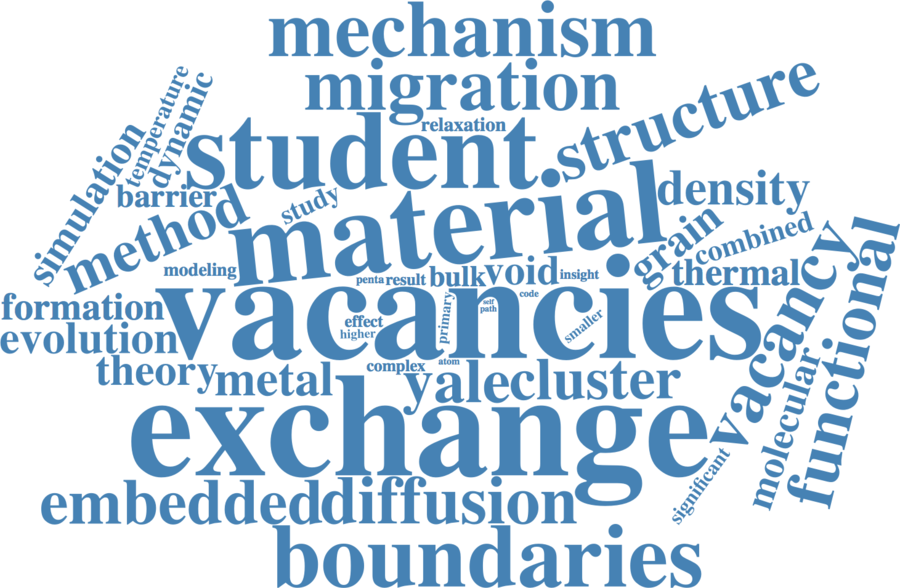 mechanism
migration
relaxation
structure
temperature
dynamic
simulation
student
barrier
study
method
material
density
grain
combined
modeling
penta
result
bulk
void
insight
thermal
formation
vacancies
code
self
path
primary
effect
higher
smaller
evolution
vacancy
functional
theory
metal
complex
atom
yale
cluster
molecular
exchange
significant
embedded
diffusion
boundaries